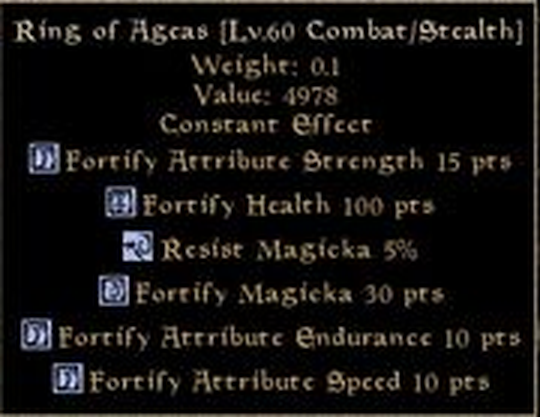 Ring of Ageas [Lv.60 Combat/Stealth]
Weight: 0.1
Value: 4978
Constant Effect
Fortify Attribute Strength 15 pts
Fortify Health 100 pts
Resist Magicka 5%
Fortify Magicka 30 pts
Fortify Attribute Endurance 10 pts
Fortify Attribute Speed 10 pts